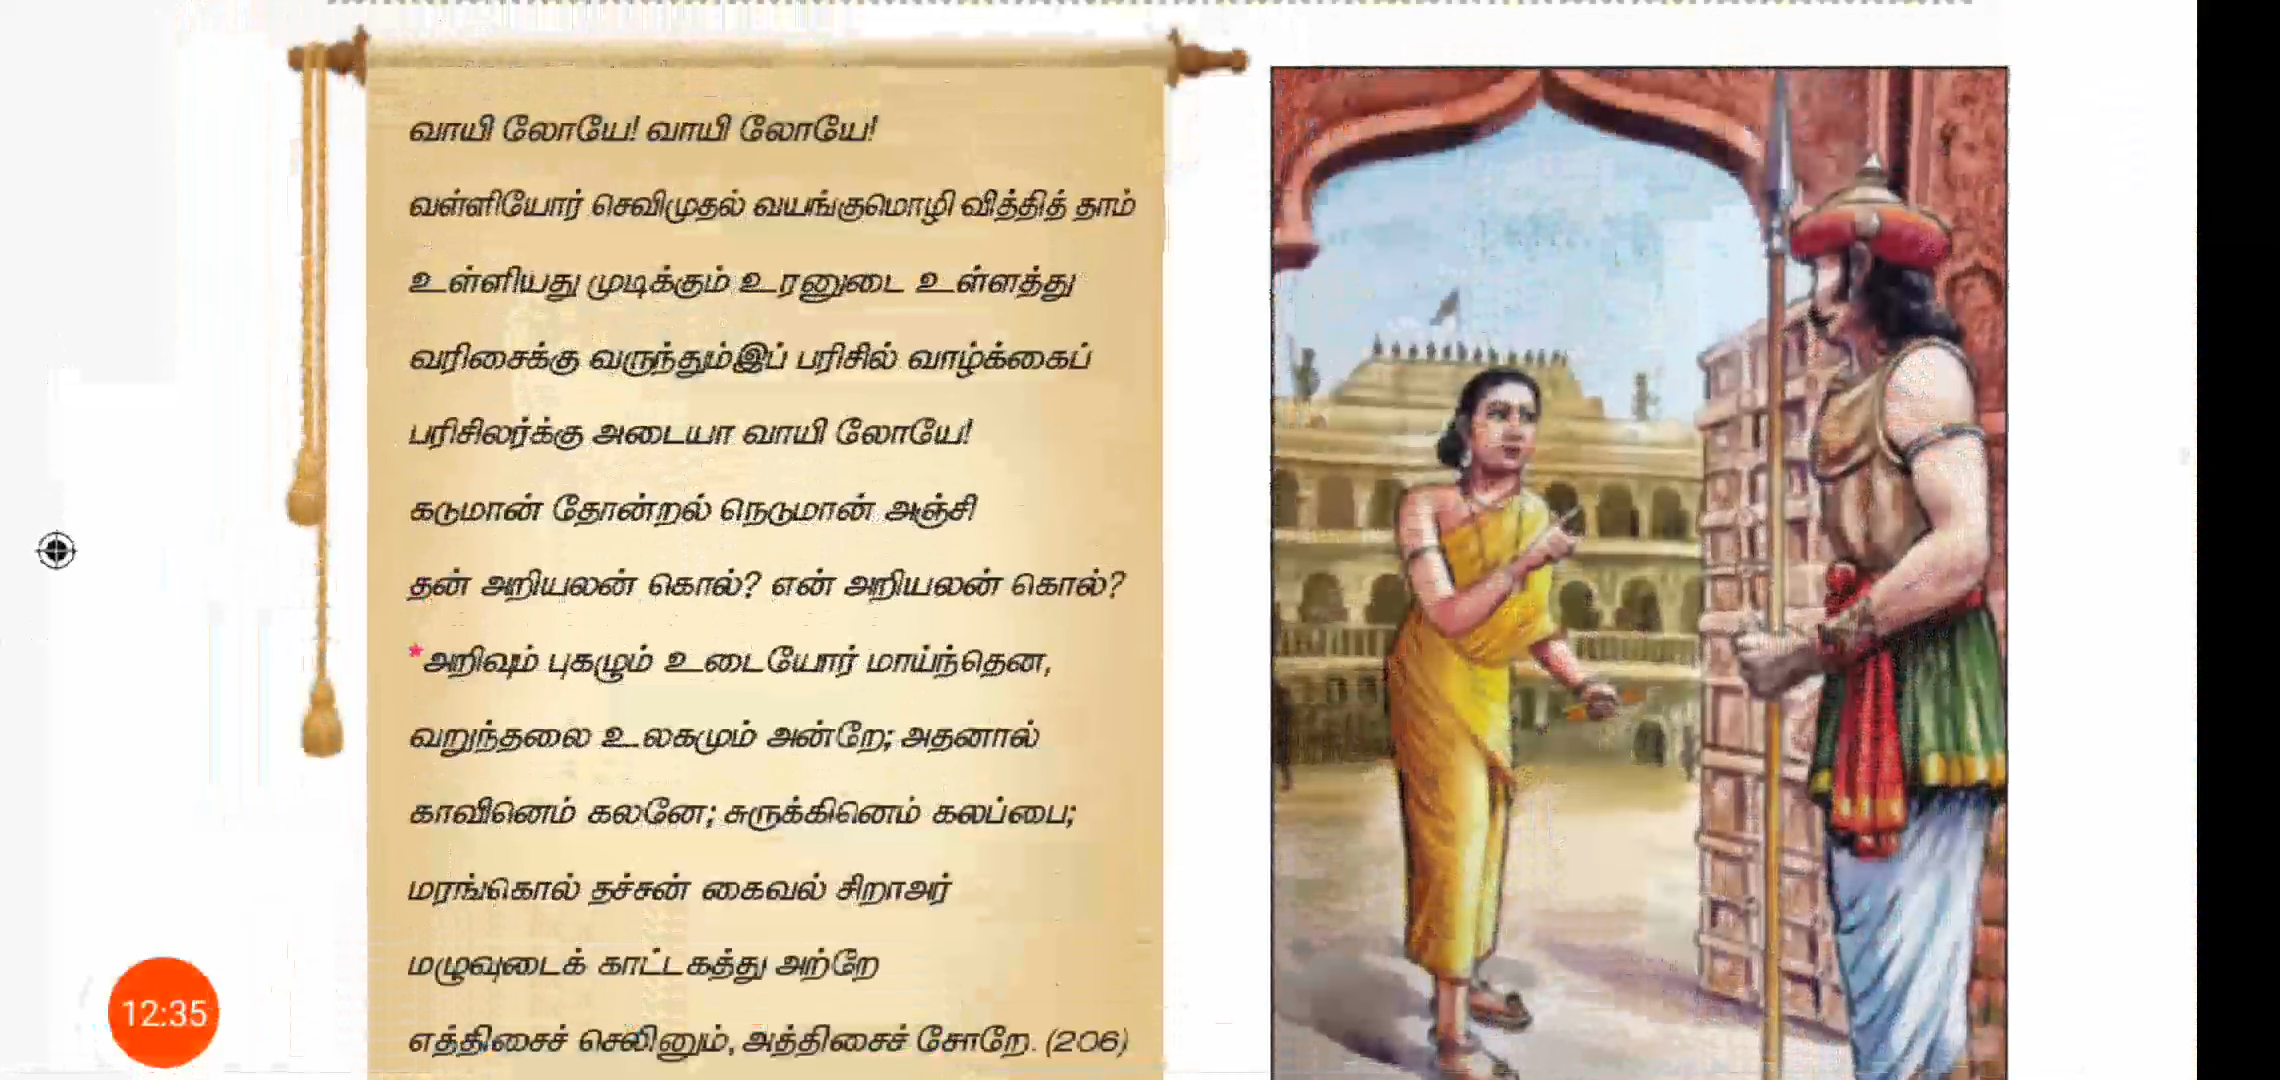 வாயி லோயே! வாயி லோயே!
வள்ளியோர் செவிமுதல் வயங்குமொழி வித்தித் தாம்
உள்ளியது முடிக்கும் உரனுடை உள்ளத்து
வரிசைக்கு வருந்தும்இப் பரிசில் வாழ்க்கைப்
பரிசிலர்க்கு அடையா வாயி லோயே!
கடுமான் தோன்றல் நெடுமான் அஞ்சி
தன் அறியலன் கொல்? என் அறியலன் கொல்?
*அறிவும் புகழும் உடையோர் மாய்ந்தென,
வறுந்தலை உலகமும் அன்றே; அதனால்
காவினெம் கலனே; சுருக்கினெம் கலப்பை;
மரங்கொல் தச்சன் கைவல் சிறாஅர்
மழுவுடைக் காட்டகத்து அற்றே
எத்திசைச் செலினும், அத்திசைச் சோறே. (206)
12:35